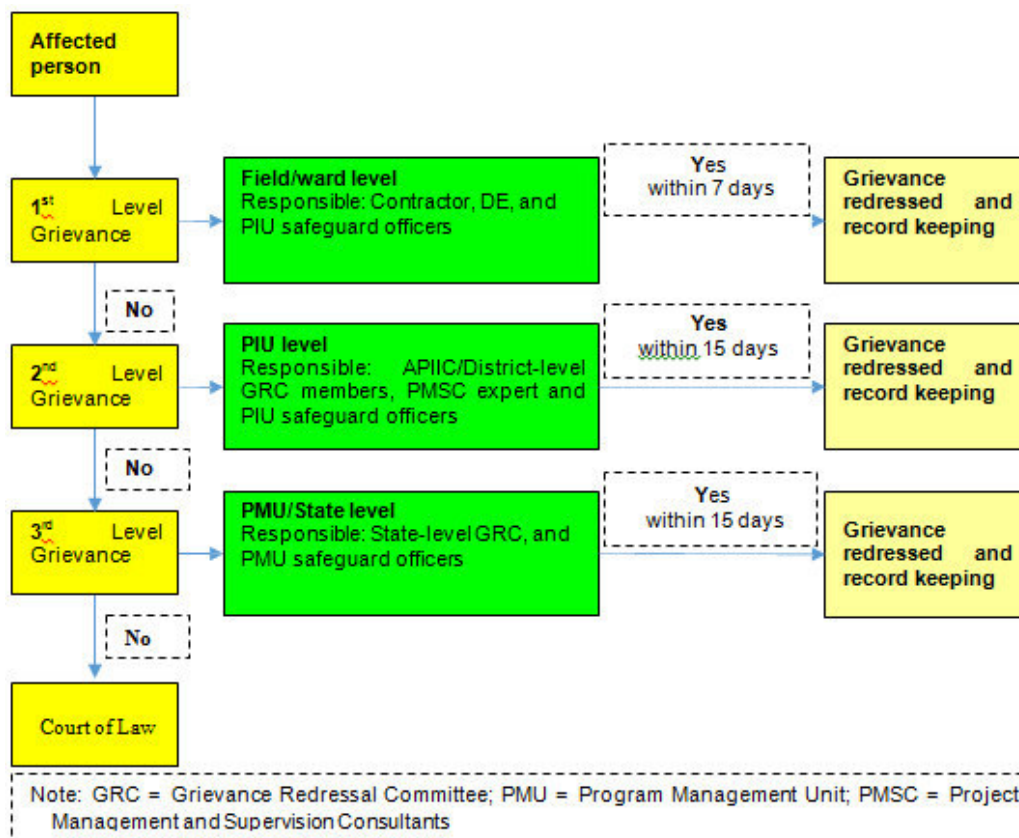 Affected
person
1st Level
Grievance
Field/ward level
Responsible: Contractor, DE, and
PIU safeguard officers
Yes
within 7 days
Grievance
redressed and
record keeping
No
2nd Level
Grievance
PIU level
Responsible: APIIC/District-level
GRC members, PMSC expert and
PIU safeguard officers
Yes
within 15 days
Grievance
redressed and
record keeping
No
3rd Level
Grievance
PMU/State level
Responsible: State-level GRC, and
PMU safeguard officers
Yes
within 15 days
Grievance
redressed and
record keeping
No
Court of Law
Note: GRC = Grievance Redressal Committee; PMU = Program Management Unit; PMSC = Project
Management and Supervision Consultants